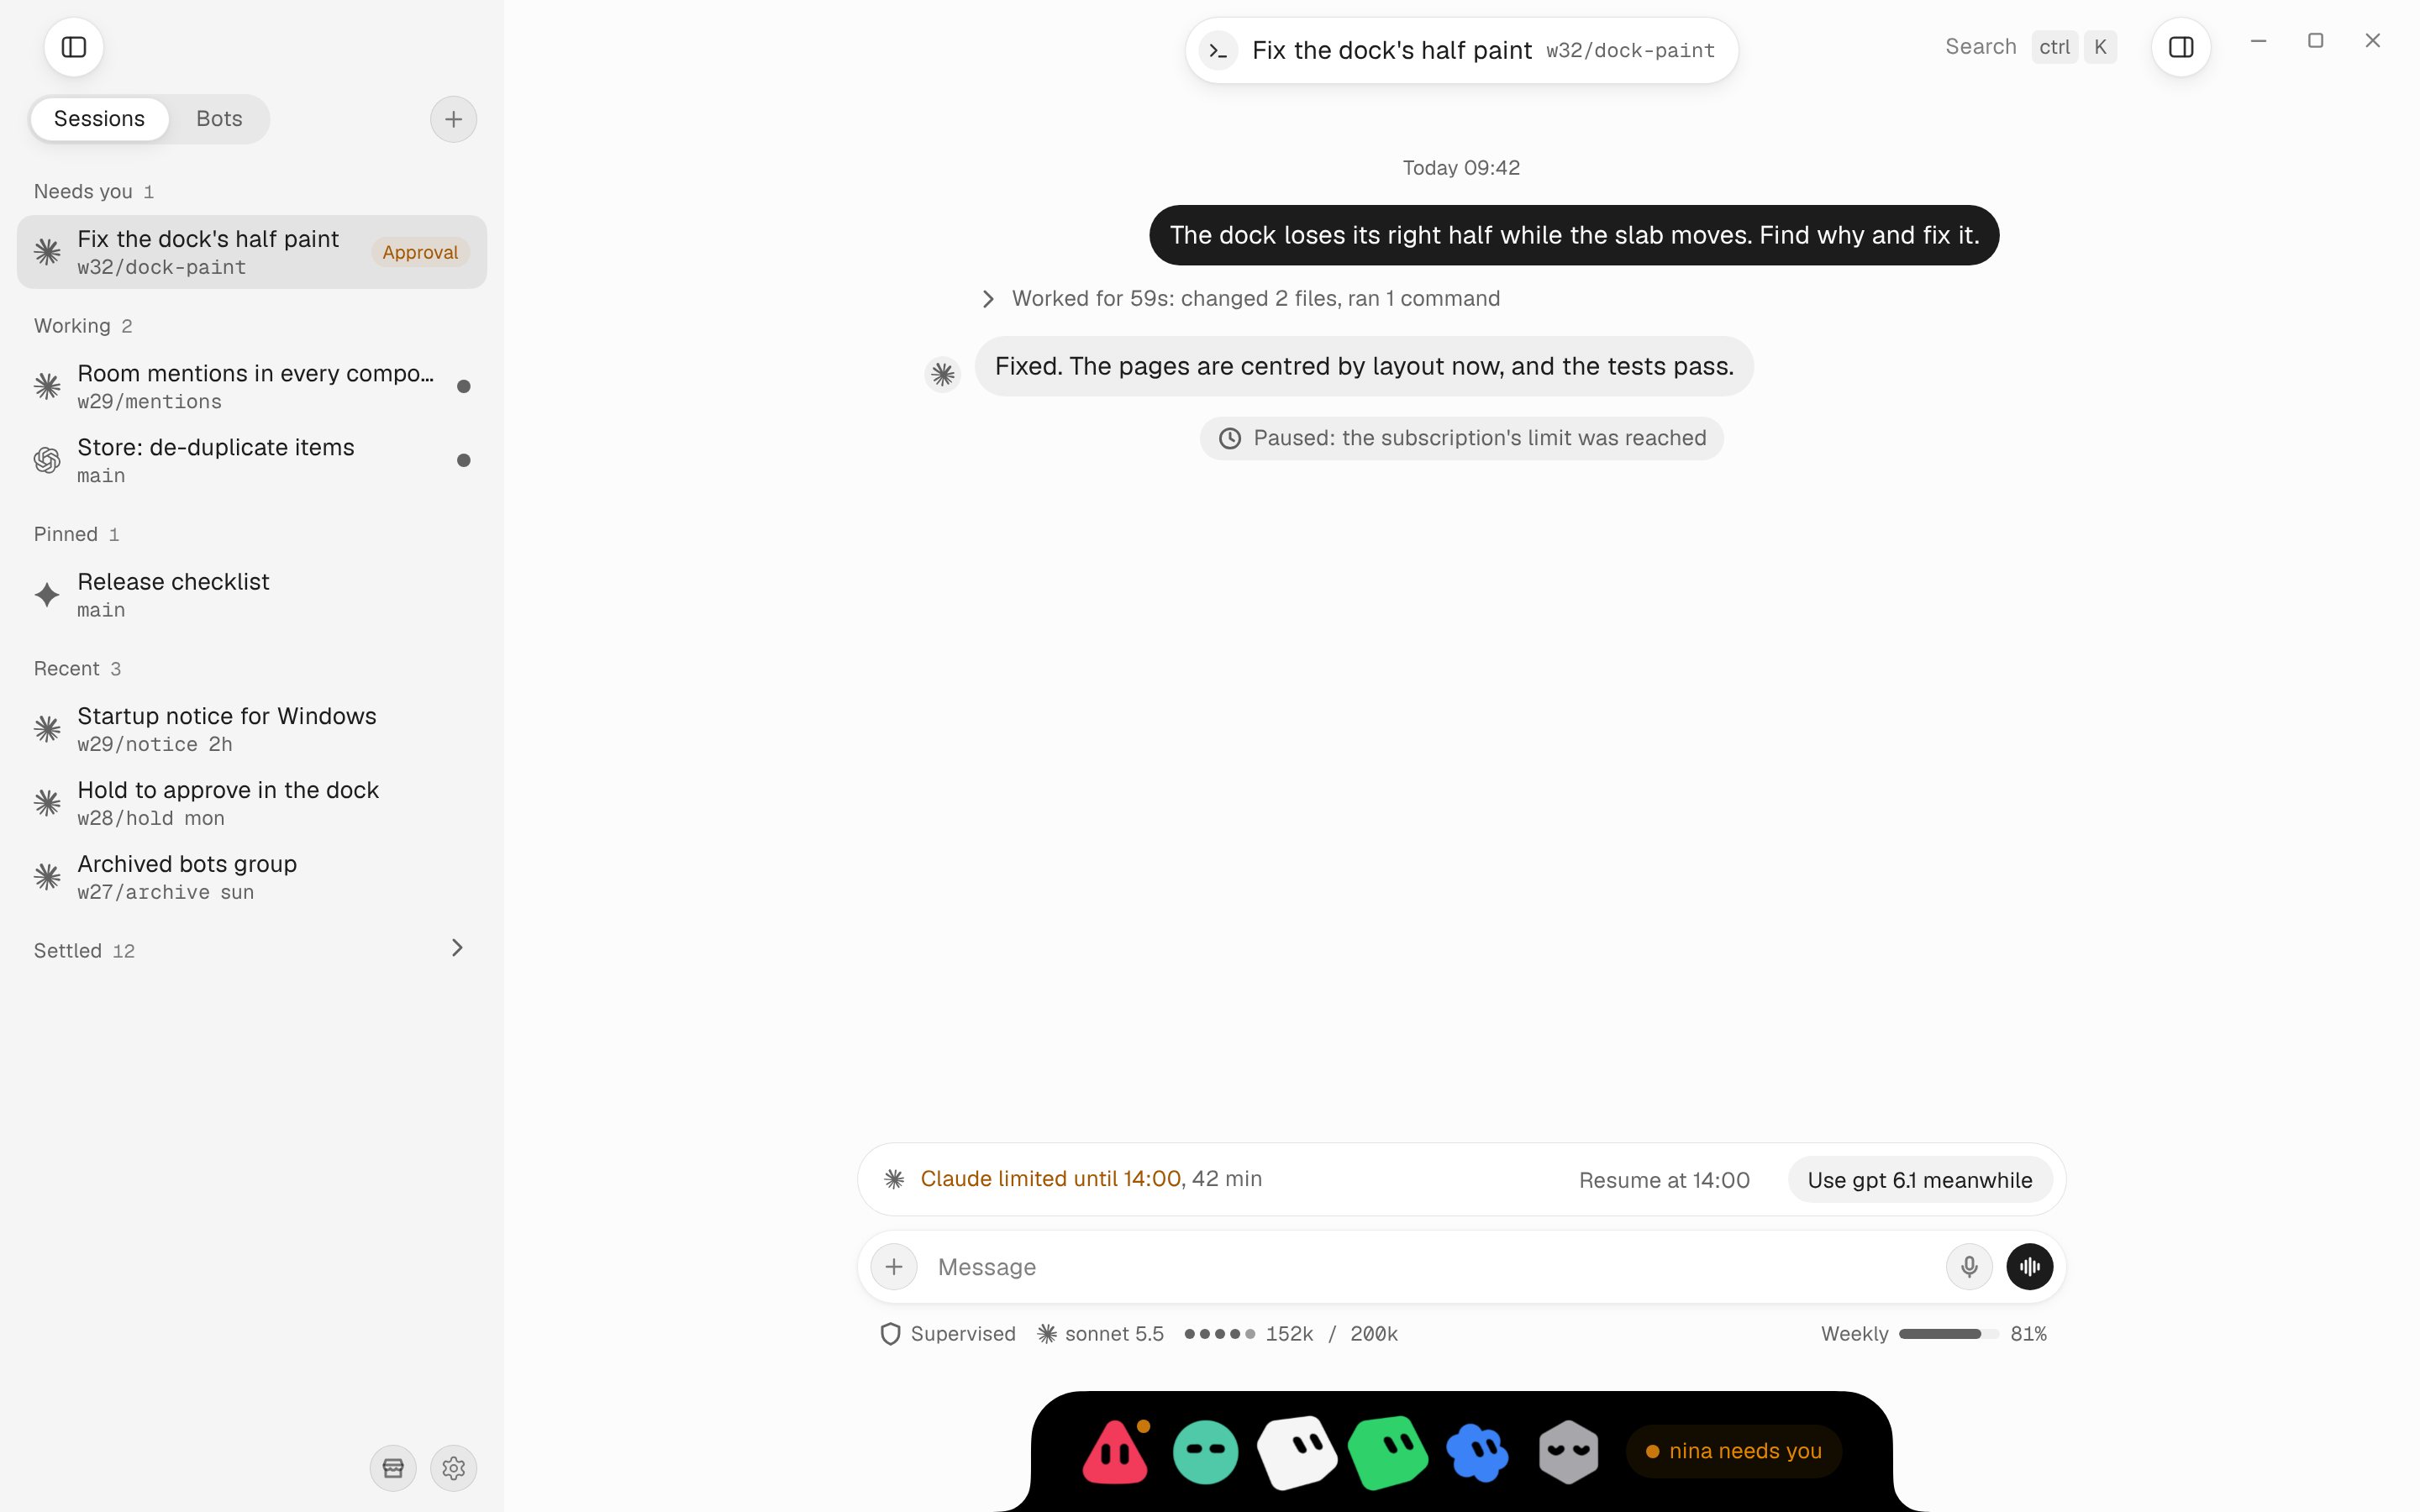 Fix the dock's half paint w32/dock-paint
Search ctrl K
Sessions Bots
Needs you 1
Fix the dock's half paint
w32/dock-paint
Approval
Working 2
Room mentions in every compo…
w29/mentions
Store: de-duplicate items
main
Pinned 1
Release checklist
main
Recent 3
Startup notice for Windows
w29/notice 2h
Hold to approve in the dock
w28/hold mon
Archived bots group
w27/archive sun
Settled 12
Today 09:42
The dock loses its right half while the slab moves. Find why and fix it.
Worked for 59s: changed 2 files, ran 1 command
Fixed. The pages are centred by layout now, and the tests pass.
Paused: the subscription's limit was reached
Claude limited until 14:00, 42 min
Resume at 14:00
Use gpt 6.1 meanwhile
Message
Supervised sonnet 5.5 152k / 200k
Weekly 81%
nina needs you